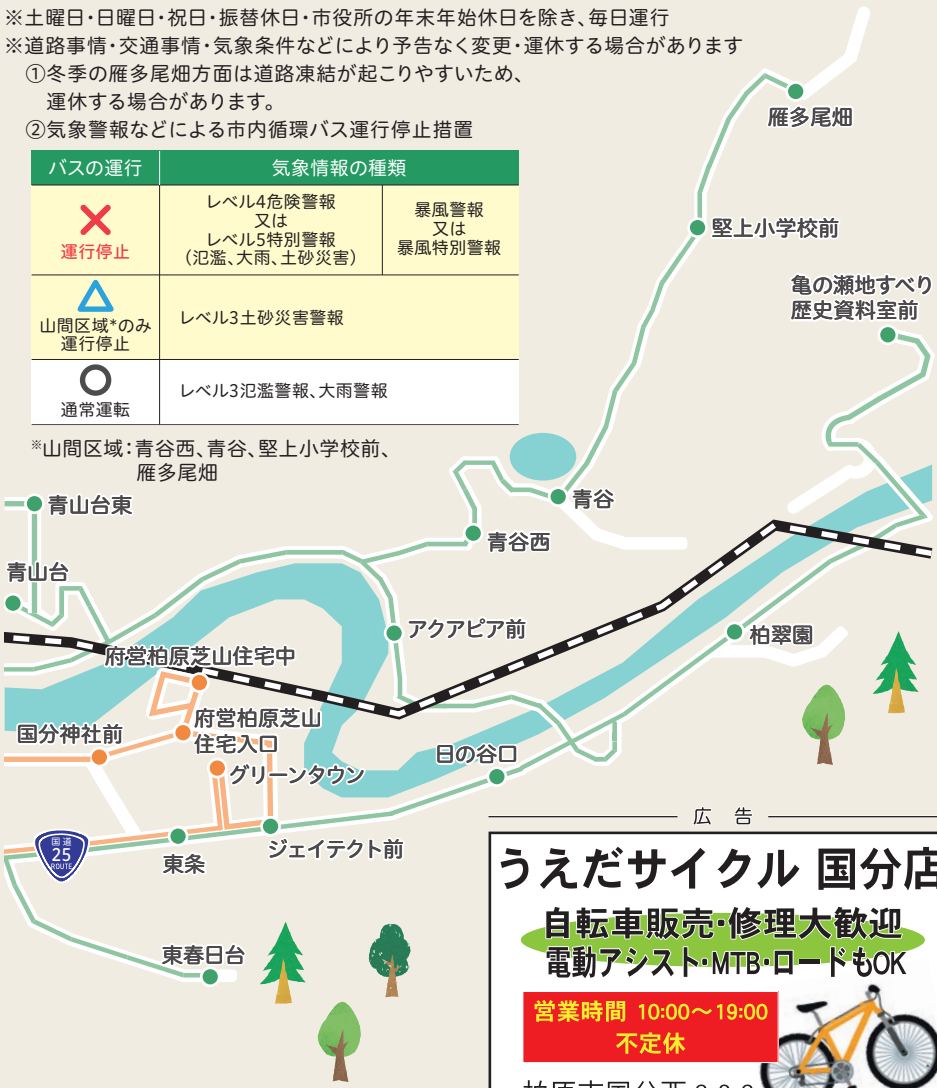 ※土曜日・日曜日・祝日・振替休日・市役所の年末年始休日を除き、毎日運行
※道路事情・交通事情・気象条件などにより予告なく変更・運休する場合があります
①冬季の雁多尾畑方面は道路凍結が起こりやすいため、
運休する場合があります。
②気象警報などによる市内循環バス運行停止措置
バスの運行
気象情報の種類
運行停止
レベル4危険警報
又は
レベル5特別警報
(氾濫、大雨、土砂災害)
暴風警報
又は
暴風特別警報
山間区域*のみ
運行停止
レベル3土砂災害警報
通常運転
レベル3氾濫警報、大雨警報
※山間区域：青谷西、青谷、堅上小学校前、
雁多尾畑
雁多尾畑
堅上小学校前
亀の瀬地すべり
歴史資料室前
青谷
青山台東
青谷西
青山台
アクアピア前
柏翠園
府営柏原芝山住宅中
府営柏原芝山
住宅入口
国分神社前
日の谷口
グリーンタウン
ジェイテクト前
国道
25
ROUTE
東条
東春日台
広 告
うえだサイクル 国分店
自転車販売・修理大歓迎
電動アシスト・MTB・ロードもOK
営業時間 10:00～19:00
不定休